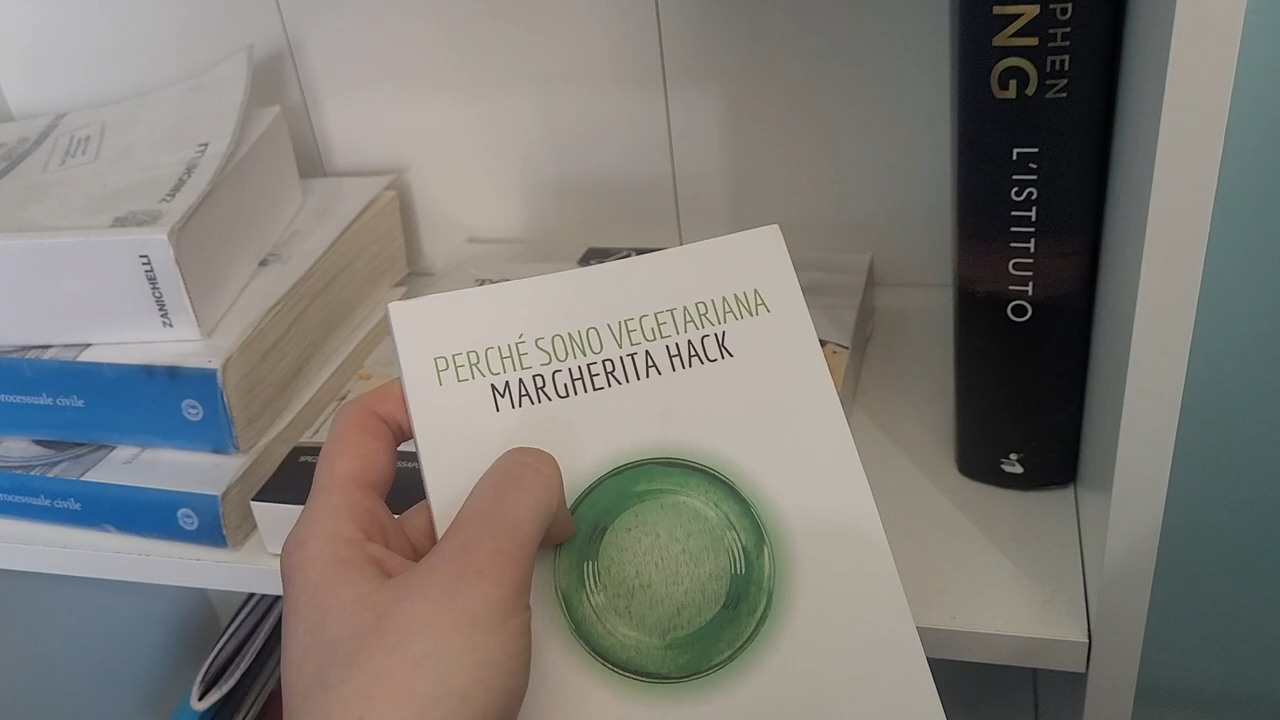 ZANICHELLI
ZANICHELLI
processuale civile
processuale civile
PERCHÉ SONO VEGETARIANA
MARGHERITA HACK
PHEN
NG
L'ISTITUTO